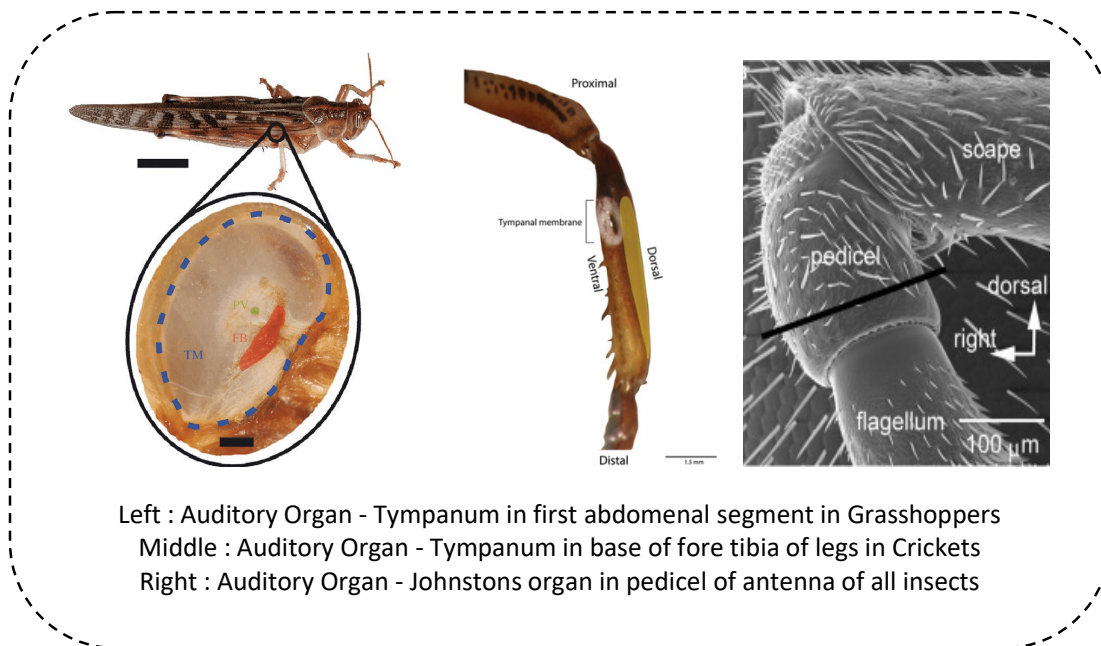 PV
FB
TM
Proximal
Tympanal membrane
Ventral
Dorsal
Distal
1.5 mm
scape
pedicel
dorsal
right
flagellum
100 μm
Left : Auditory Organ - Tympanum in first abdomenal segment in Grasshoppers
Middle : Auditory Organ - Tympanum in base of fore tibia of legs in Crickets
Right : Auditory Organ - Johnstons organ in pedicel of antenna of all insects